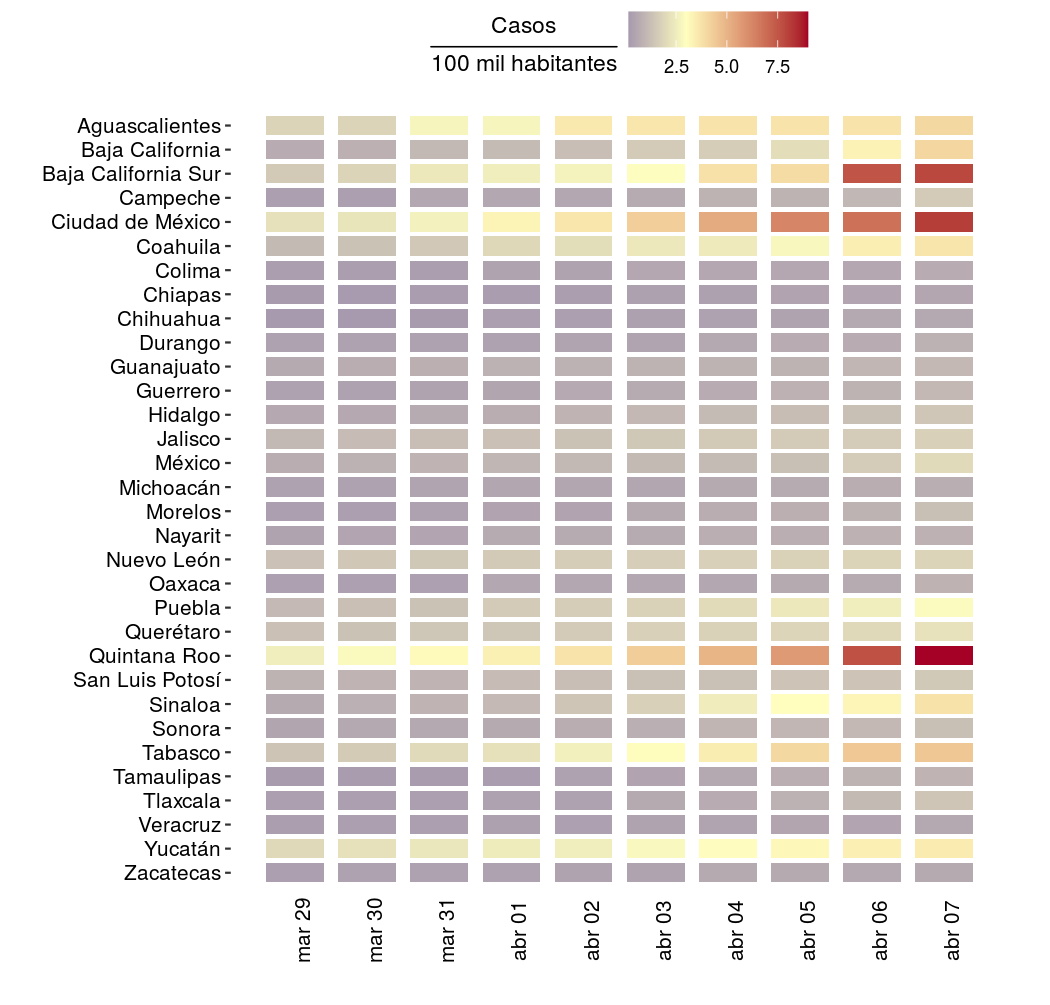 Casos
100 mil habitantes
2.5 5.0 7.5
Aguascalientes
Baja California
Baja California Sur
Campeche
Ciudad de México
Coahuila
Colima
Chiapas
Chihuahua
Durango
Guanajuato
Guerrero
Hidalgo
Jalisco
México
Michoacán
Morelos
Nayarit
Nuevo León
Oaxaca
Puebla
Querétaro
Quintana Roo
San Luis Potosí
Sinaloa
Sonora
Tabasco
Tamaulipas
Tlaxcala
Veracruz
Yucatán
Zacatecas
mar 29
mar 30
mar 31
abr 01
abr 02
abr 03
abr 04
abr 05
abr 06
abr 07